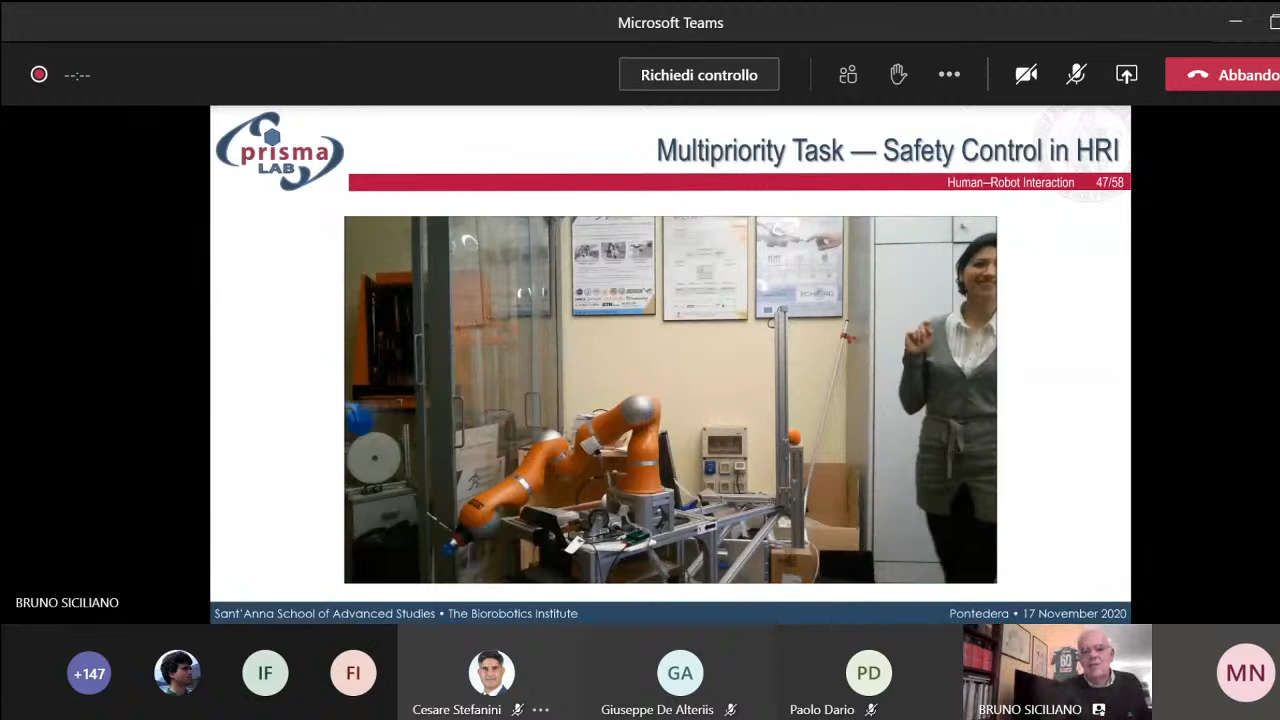 Microsoft Teams
--:--
Richiedi controllo
Abbando
prisma
LAB
Multipriority Task — Safety Control in HRI
Human–Robot Interaction 47/58
ECHORD
BRUNO SICILIANO
Sant'Anna School of Advanced Studies • The Biorobotics Institute
Pontedera • 17 November 2020
+147
IF
FI
Cesare Stefanini
GA
Giuseppe De Alteriis
PD
Paolo Dario
60
BRUNO SICILIANO
MN